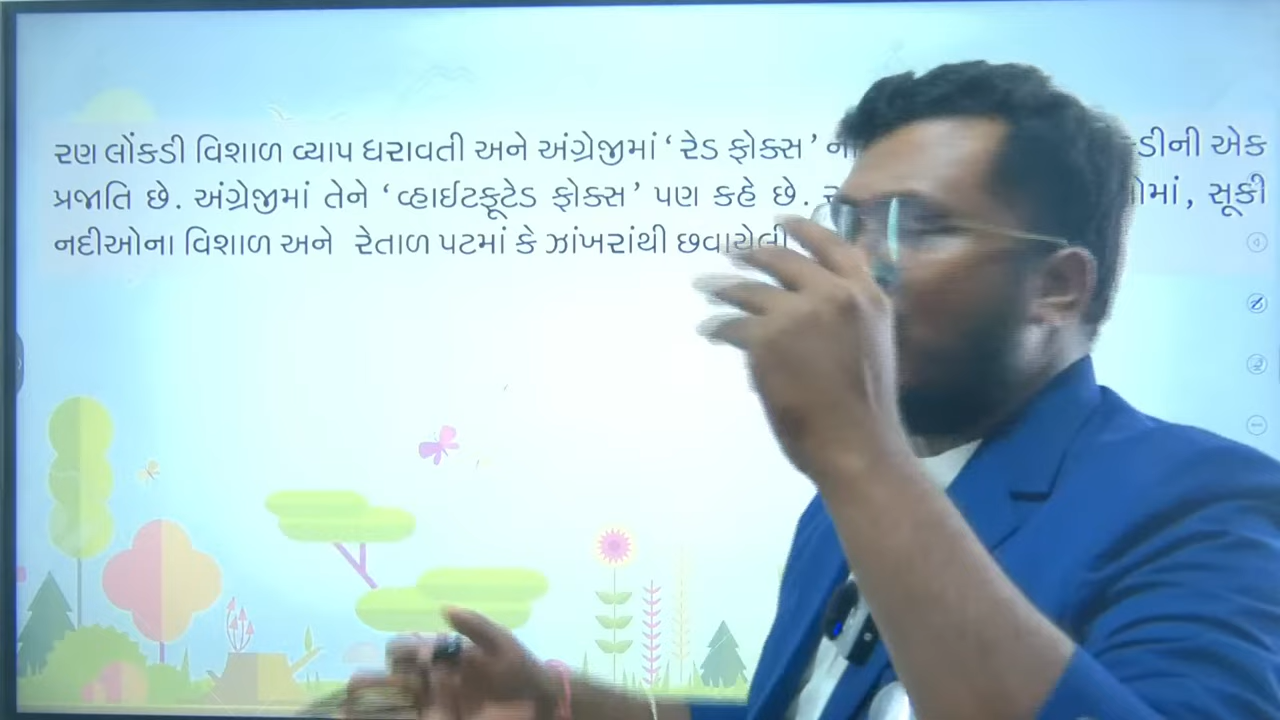 રણ લોંકડી વિશાળ વ્યાપ ધરાવતી અને અંગ્રેજીમાં ‘રેડ ફોક્સ’ એક
પ્રજાતિ છે. અંગ્રેજીમાં તેને ‘વ્હાઈટફૂટેડ ફોક્સ’ પણ કહે છે. સૂકી
નદીઓના વિશાળ અને રેતાળ પટમાં કે ઝાંખરાંથી છવાયેલી